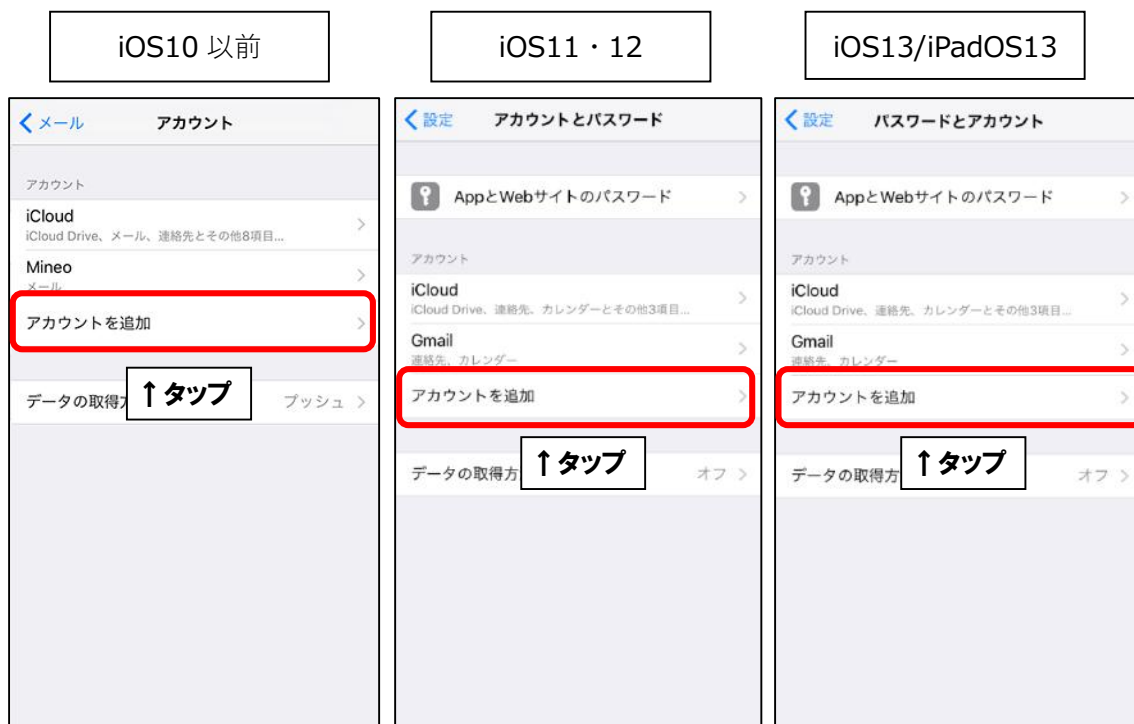 iOS10 以前
iOS11・12
iOS13/iPadOS13
メール アカウント
アカウント
iCloud
iCloud Drive、メール、連絡先とその他8項目...
Mineo
メール
アカウントを追加
↑タップ
データの取得方 プッシュ
設定 アカウントとパスワード
AppとWebサイトのパスワード
アカウント
iCloud
iCloud Drive、連絡先、カレンダーとその他3項目...
Gmail
連絡先、カレンダー
アカウントを追加
↑タップ
データの取得方 オフ
設定 パスワードとアカウント
AppとWebサイトのパスワード
アカウント
iCloud
iCloud Drive、連絡先、カレンダーとその他3項目...
Gmail
連絡先、カレンダー
アカウントを追加
↑タップ
データの取得方 オフ